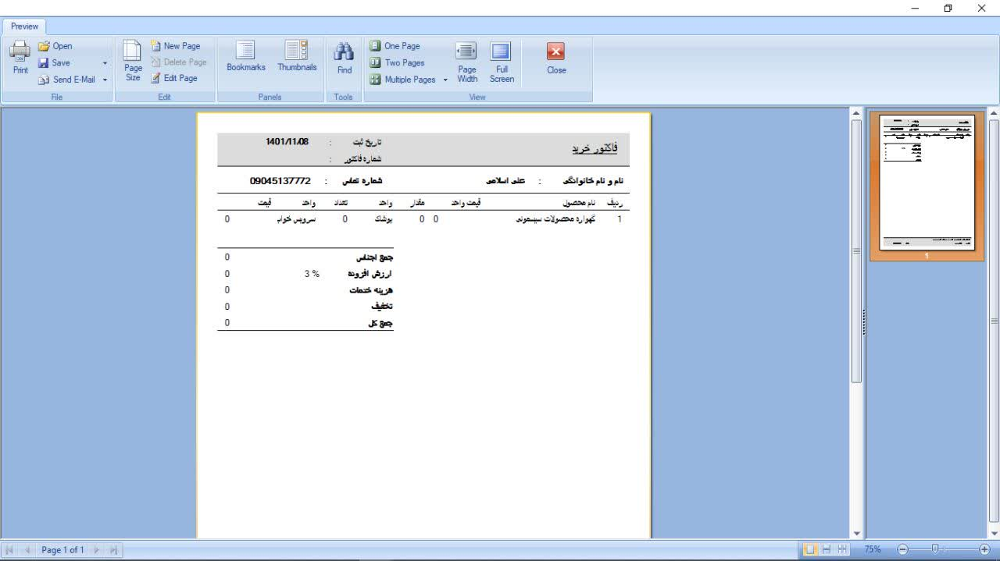 Preview
Print
Open
Save
Send E-Mail
File
Page Size
New Page
Delete Page
Edit Page
Edit
Bookmarks
Thumbnails
Panels
Find
Tools
One Page
Two Pages
Multiple Pages
Page Width
Full Screen
View
Close
فاکتور خرید
تاریخ ثبت : 1401/11/08
شماره فاکتور :
نام و نام خانوادگی : علی اسلامی شماره تماس : 09045137772
ردیف نام محصول قیمت واحد مقدار واحد تعداد واحد قیمت
1 گهواره محصولات سیسمونی 0 0 پوشاک 0 سرویس خواب 0
جمع اجناس 0
ارزش افزوده 3 % 0
هزینه خدمات 0
تخفیف 0
جمع کل 0
1
Page 1 of 1
75%